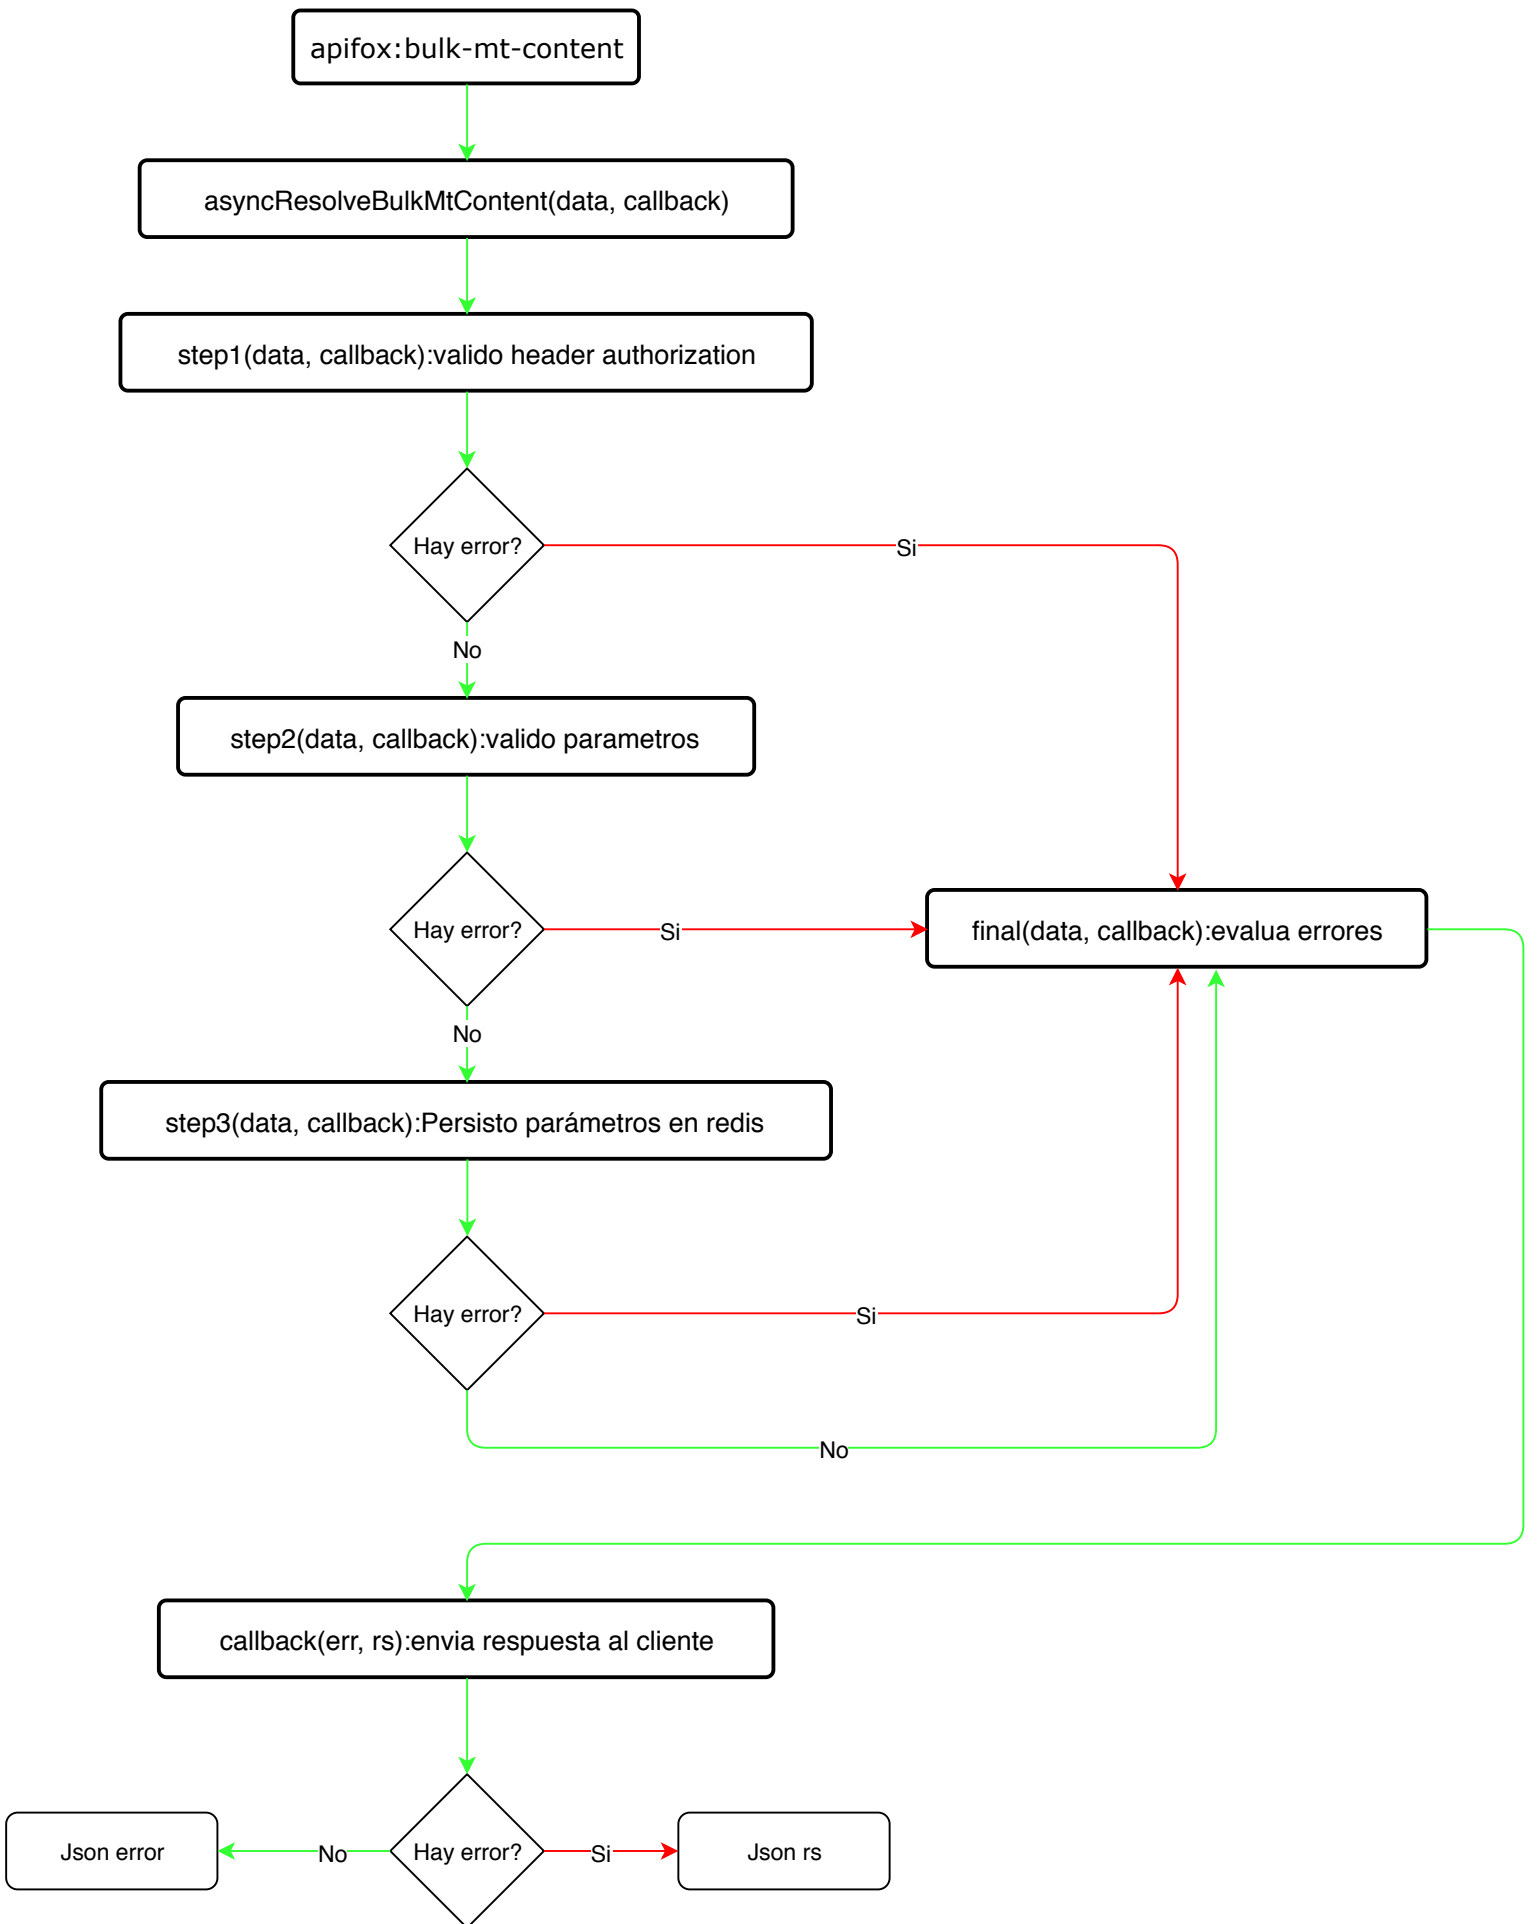 apifox:bulk-mt-content
asyncResolveBulkMtContent(data, callback)
step1(data, callback):valido header authorization
Hay error?
Si
No
step2(data, callback):valido parametros
Hay error?
Si
final(data, callback):evalua errores
No
step3(data, callback):Persisto parámetros en redis
Hay error?
Si
No
callback(err, rs):envia respuesta al cliente
Json error
No
Hay error?
Si
Json rs